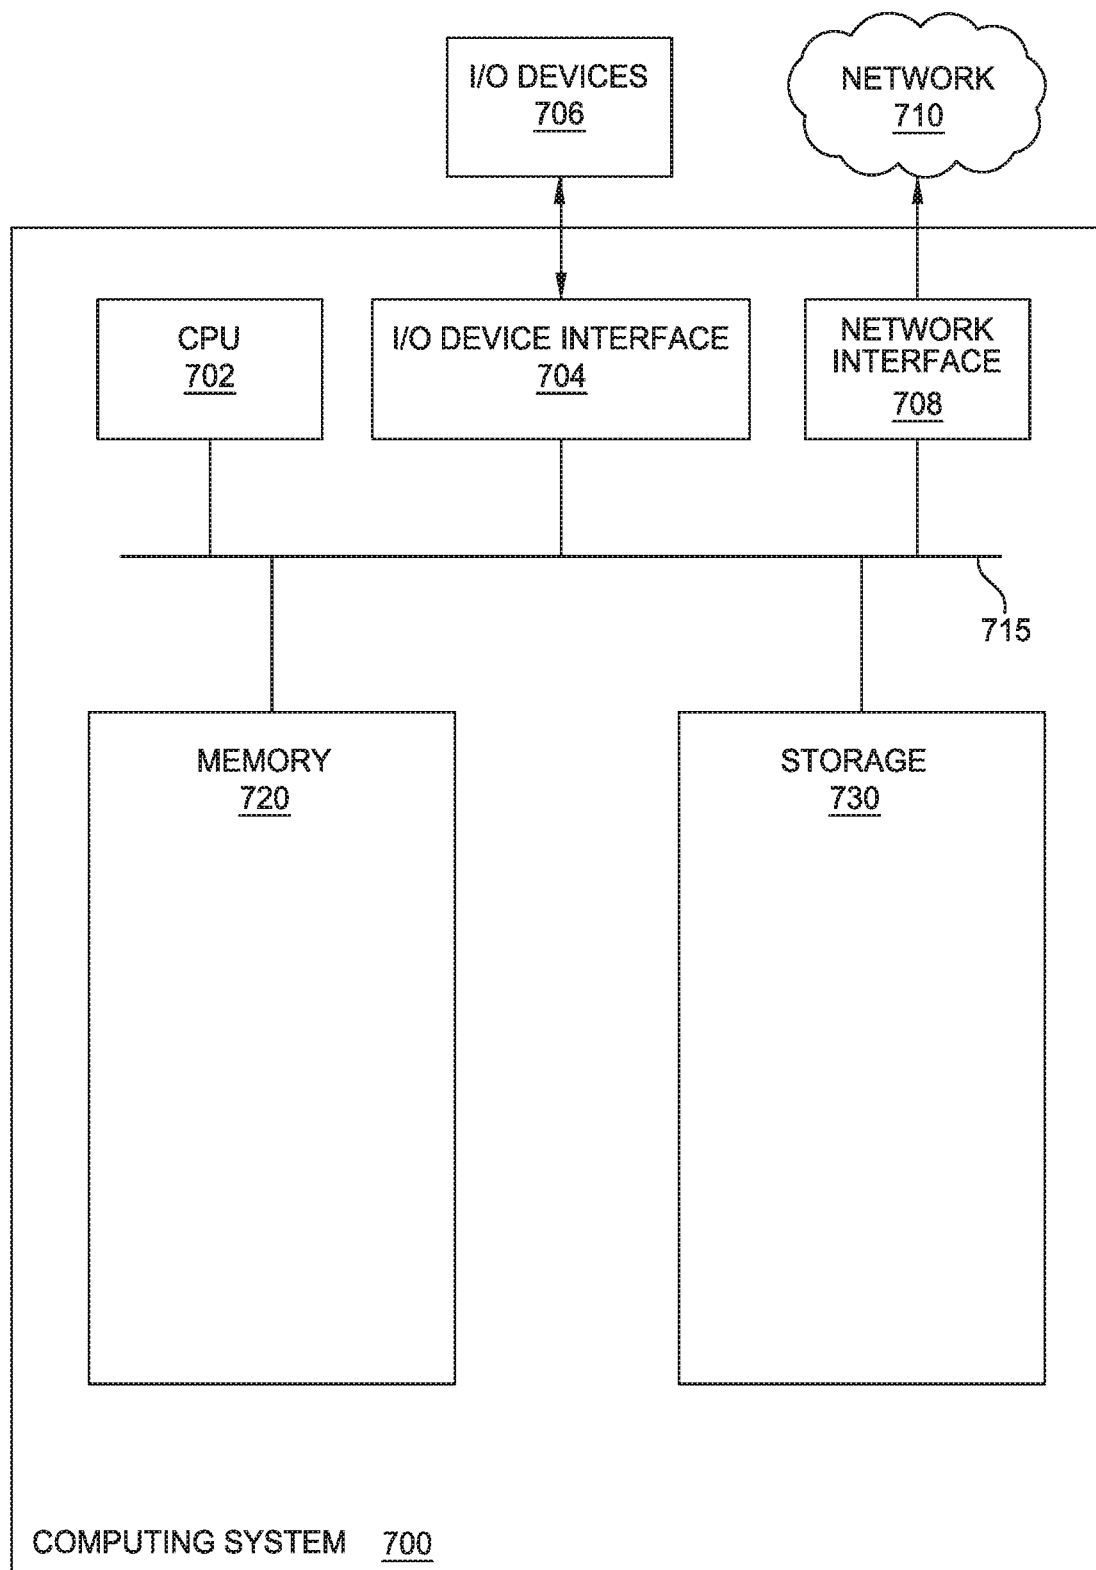 I/O DEVICES
706
NETWORK
710
CPU
702
I/O DEVICE INTERFACE
704
NETWORK
INTERFACE
708
715
MEMORY
720
STORAGE
730
COMPUTING SYSTEM 700